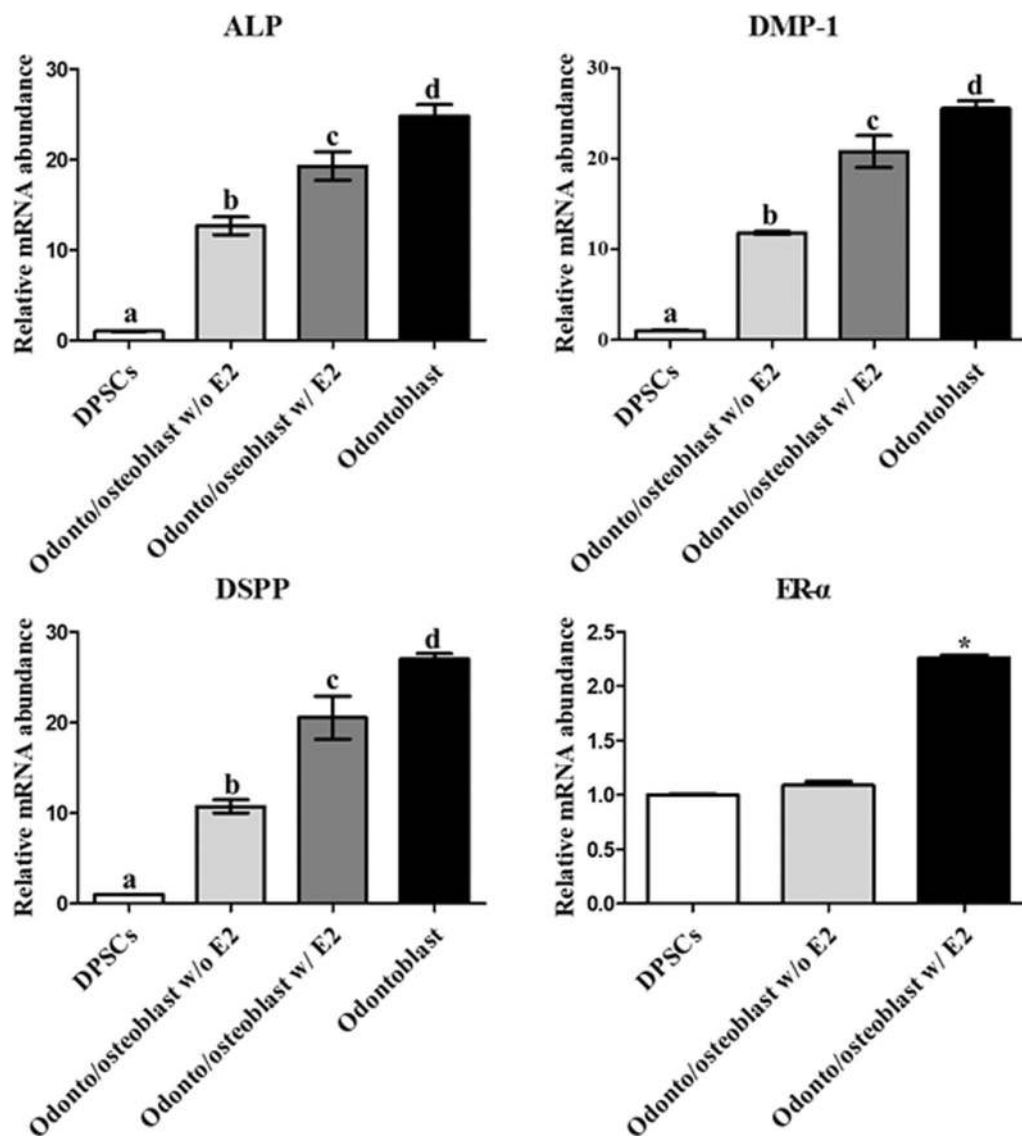 ALP
Relative mRNA abundance
30
20
10
0
a
b
c
d
DPSCs
Odonto/osteoblast w/o E2
Odonto/oseoblast w/ E2
Odontoblast
DMP-1
Relative mRNA abundance
30
20
10
0
a
b
c
d
DPSCs
Odonto/osteoblast w/o E2
Odonto/osteoblast w/ E2
Odontoblast
DSPP
Relative mRNA abundance
30
20
10
0
a
b
c
d
DPSCs
Odonto/osteoblast w/o E2
Odonto/osteoblast w/ E2
Odontoblast
ER-α
Relative mRNA abundance
2.5
2.0
1.5
1.0
0.5
0.0
*
DPSCs
Odonto/osteoblast w/o E2
Odonto/osteoblast w/ E2